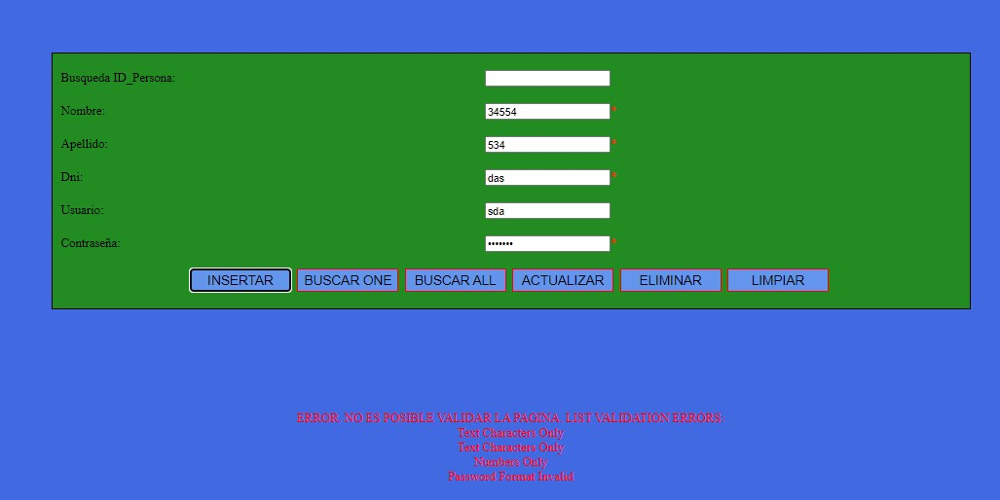 Busqueda ID_Persona:
Nombre: 34554 *
Apellido: 534 *
Dni: das *
Usuario: sda
Contraseña: ••••••• *
INSERTAR BUSCAR ONE BUSCAR ALL ACTUALIZAR ELIMINAR LIMPIAR
ERROR, NO ES POSIBLE VALIDAR LA PAGINA, LIST VALIDATION ERRORS:
Text Characters Only
Text Characters Only
Numbers Only
Password Format Invalid